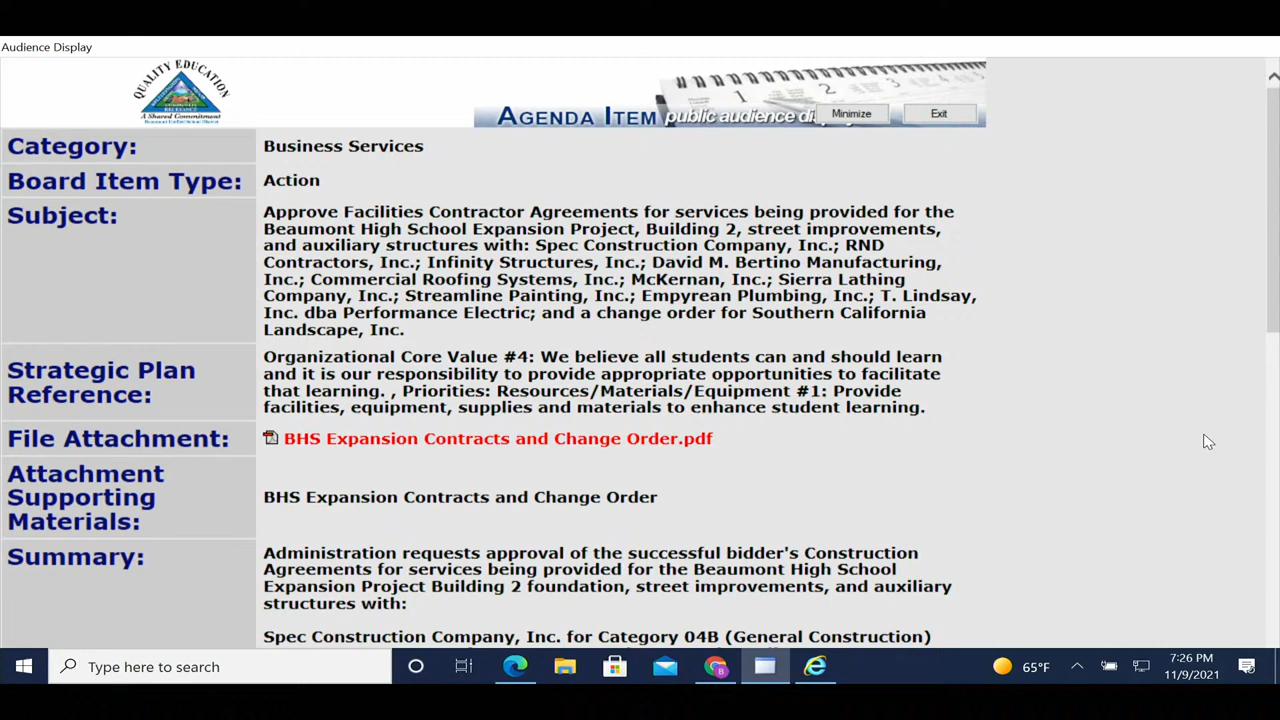 Audience Display
QUALITY EDUCATION
A Shared Commitment
AGENDA ITEM public audience
Minimize
Exit
Category:
Business Services
Board Item Type:
Action
Subject:
Approve Facilities Contractor Agreements for services being provided for the
Beaumont High School Expansion Project, Building 2, street improvements,
and auxiliary structures with: Spec Construction Company, Inc.; RND
Contractors, Inc.; Infinity Structures, Inc.; David M. Bertino Manufacturing,
Inc.; Commercial Roofing Systems, Inc.; McKernan, Inc.; Sierra Lathing
Company, Inc.; Streamline Painting, Inc.; Empyrean Plumbing, Inc.; T. Lindsay,
Inc. dba Performance Electric; and a change order for Southern California
Landscape, Inc.
Strategic Plan
Reference:
Organizational Core Value #4: We believe all students can and should learn
and it is our responsibility to provide appropriate opportunities to facilitate
that learning. , Priorities: Resources/Materials/Equipment #1: Provide
facilities, equipment, supplies and materials to enhance student learning.
File Attachment:
BHS Expansion Contracts and Change Order.pdf
Attachment
Supporting
Materials:
BHS Expansion Contracts and Change Order
Summary:
Administration requests approval of the successful bidder's Construction
Agreements for services being provided for the Beaumont High School
Expansion Project Building 2 foundation, street improvements, and auxiliary
structures with:
Spec Construction Company, Inc. for Category 04B (General Construction)
Type here to search
65°F
7:26 PM
11/9/2021